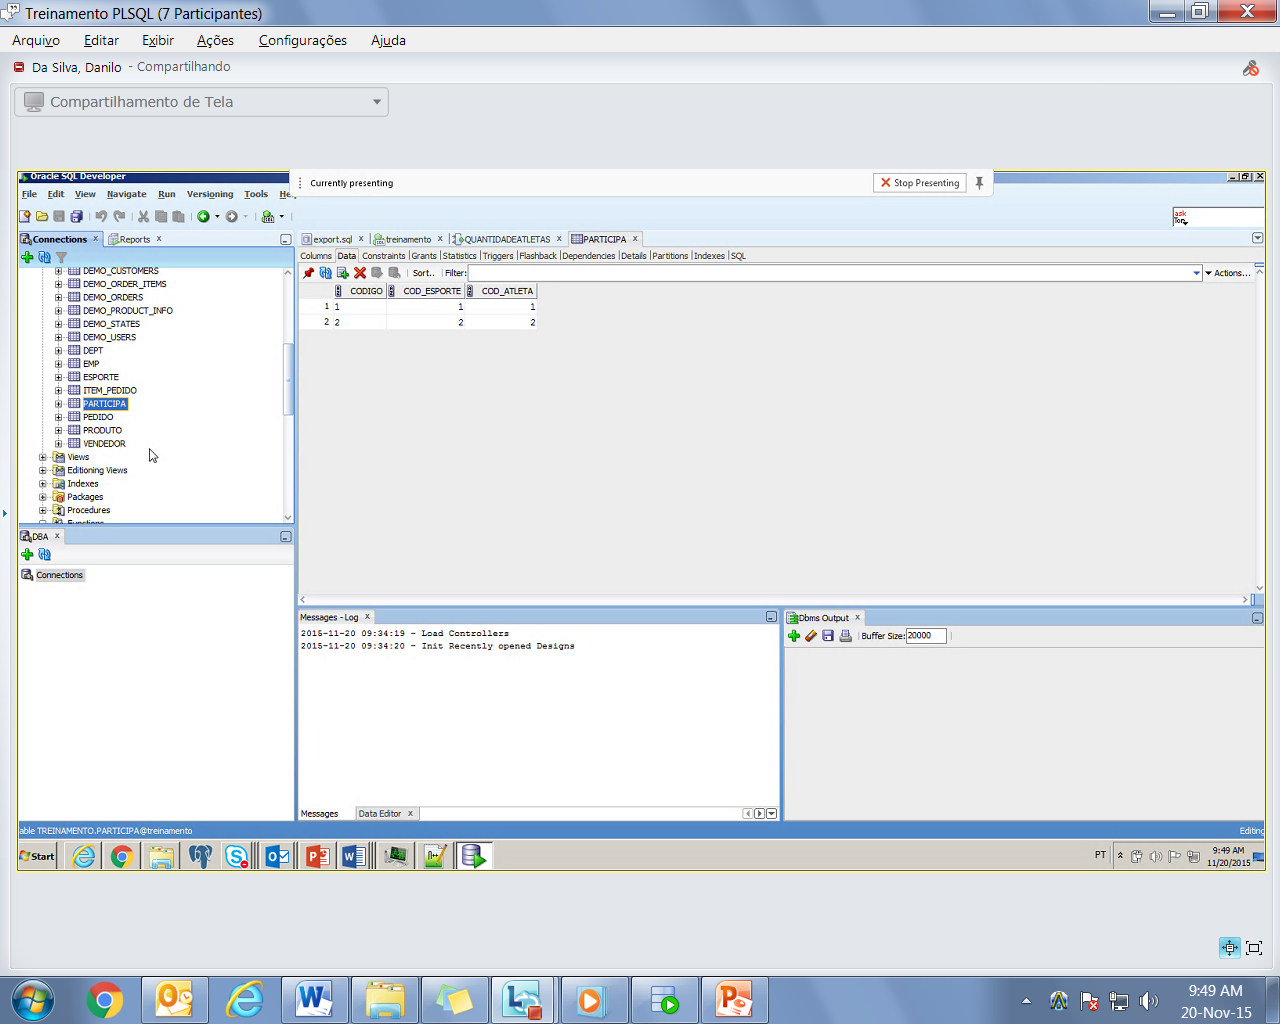 Treinamento PLSQL (7 Participantes)
Arquivo Editar Exibir Ações Configurações Ajuda
Da Silva, Danilo - Compartilhando
Compartilhamento de Tela
Oracle SQL Developer
Currently presenting
Stop Presenting
File Edit View Navigate Run Versioning Tools
ask
Tom
Connections Reports
export.sql treinamento QUANTIDADEATLETAS PARTICIPA
Columns Data Constraints Grants Statistics Triggers Flashback Dependencies Details Partitions Indexes SQL
Sort.. Filter: Actions...
CODIGO COD_ESPORTE COD_ATLETA
1 1 1 1
2 2 2 2
DEMO_CUSTOMERS
DEMO_ORDER_ITEMS
DEMO_ORDERS
DEMO_PRODUCT_INFO
DEMO_STATES
DEMO_USERS
DEPT
EMP
ESPORTE
ITEM_PEDIDO
PARTICIPA
PEDIDO
PRODUTO
VENDEDOR
Views
Editioning Views
Indexes
Packages
Procedures
Functions
DBA
Connections
Messages - Log
2015-11-20 09:34:19 - Load Controllers
2015-11-20 09:34:20 - Init Recently opened Designs
Messages Data Editor
Dbms Output
Buffer Size: 20000
able TREINAMENTO.PARTICIPA@treinamento
Editing
Start
PT
9:49 AM
11/20/2015
9:49 AM
20-Nov-15